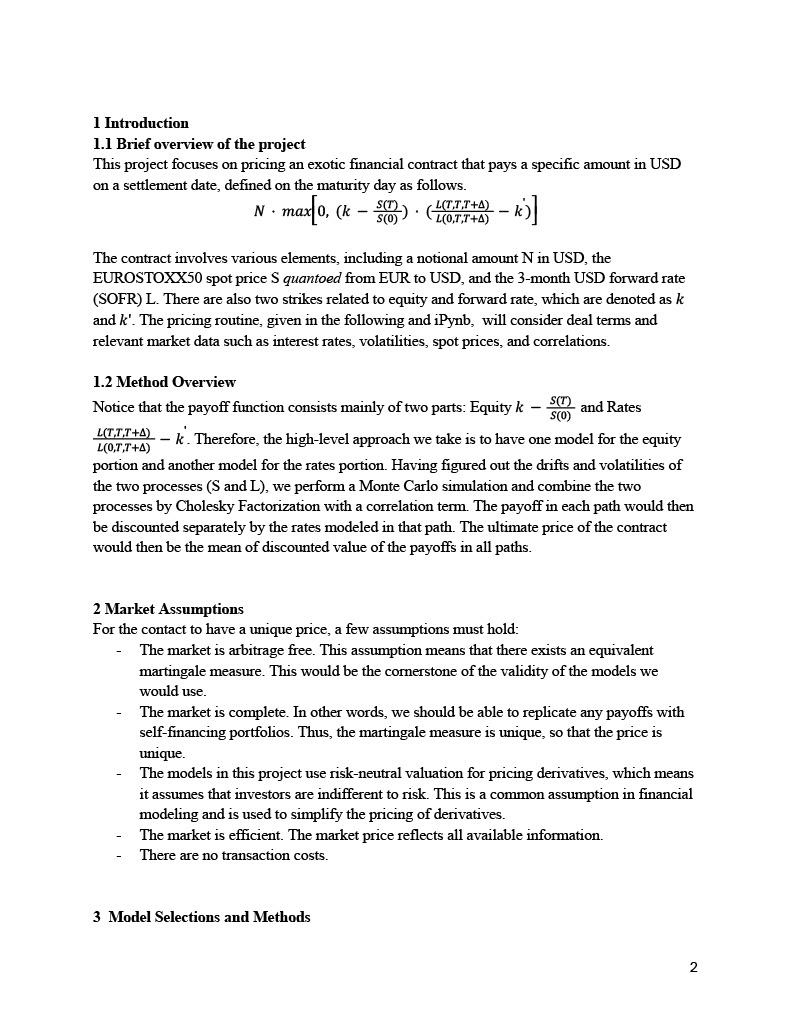 1 Introduction
1.1 Brief overview of the project
This project focuses on pricing an exotic financial contract that pays a specific amount in USD
on a settlement date, defined on the maturity day as follows.
N · max[0, (k − S(T)/S(0)) · (L(T,T,T+Δ)/L(0,T,T+Δ) − k')]
The contract involves various elements, including a notional amount N in USD, the
EUROSTOXX50 spot price S quantoed from EUR to USD, and the 3-month USD forward rate
(SOFR) L. There are also two strikes related to equity and forward rate, which are denoted as k
and k'. The pricing routine, given in the following and iPynb, will consider deal terms and
relevant market data such as interest rates, volatilities, spot prices, and correlations.
1.2 Method Overview
Notice that the payoff function consists mainly of two parts: Equity k − S(T)/S(0) and Rates
L(T,T,T+Δ)/L(0,T,T+Δ) − k'. Therefore, the high-level approach we take is to have one model for the equity
portion and another model for the rates portion. Having figured out the drifts and volatilities of
the two processes (S and L), we perform a Monte Carlo simulation and combine the two
processes by Cholesky Factorization with a correlation term. The payoff in each path would then
be discounted separately by the rates modeled in that path. The ultimate price of the contract
would then be the mean of discounted value of the payoffs in all paths.
2 Market Assumptions
For the contact to have a unique price, a few assumptions must hold:
- The market is arbitrage free. This assumption means that there exists an equivalent
martingale measure. This would be the cornerstone of the validity of the models we
would use.
- The market is complete. In other words, we should be able to replicate any payoffs with
self-financing portfolios. Thus, the martingale measure is unique, so that the price is
unique.
- The models in this project use risk-neutral valuation for pricing derivatives, which means
it assumes that investors are indifferent to risk. This is a common assumption in financial
modeling and is used to simplify the pricing of derivatives.
- The market is efficient. The market price reflects all available information.
- There are no transaction costs.
3 Model Selections and Methods
2